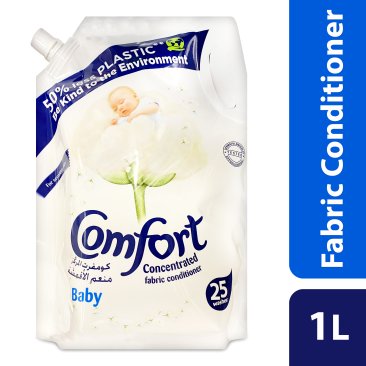 50% less PLASTIC
Be Kind to the Environment
TESTED
Comfort
كومفورت المركز
منعم الأقمشة
Concentrated
fabric conditioner
Baby
25
washes
Fabric Conditioner
1L